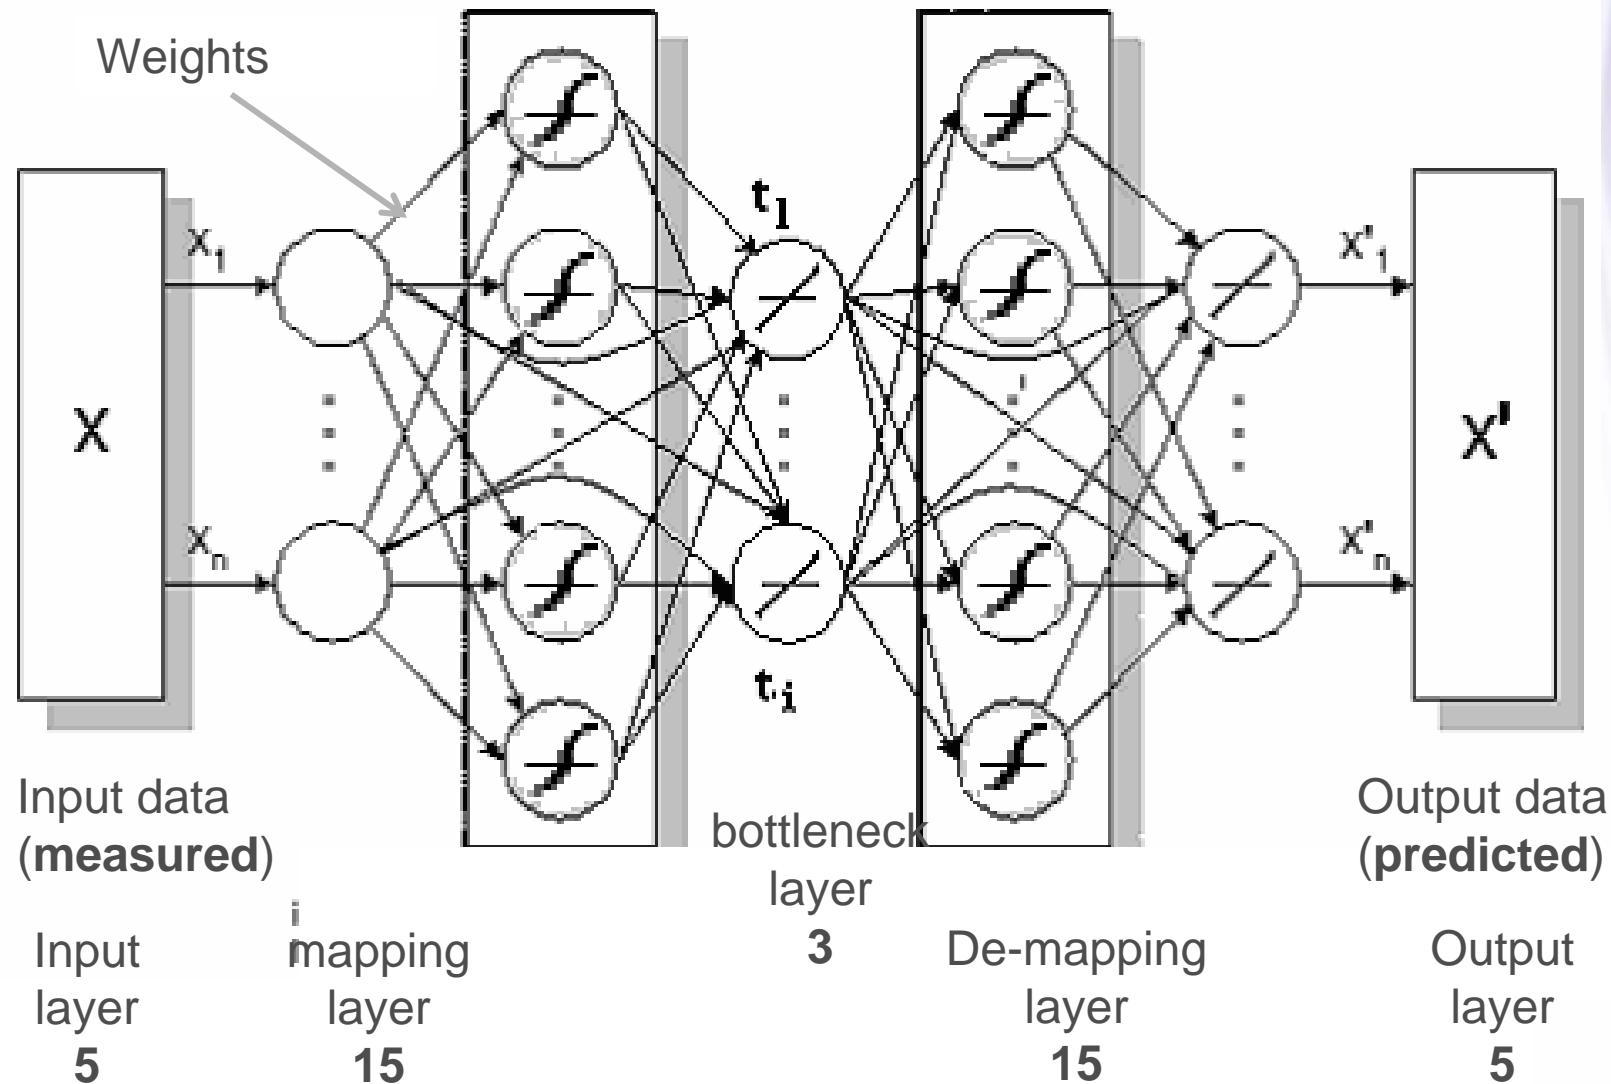 Weights
t1
x1
x'1
X
X'
xn
x'n
ti
Input data
(measured)
bottleneck
layer
3
Output data
(predicted)
Input
layer
5
mapping
layer
15
De-mapping
layer
15
Output
layer
5